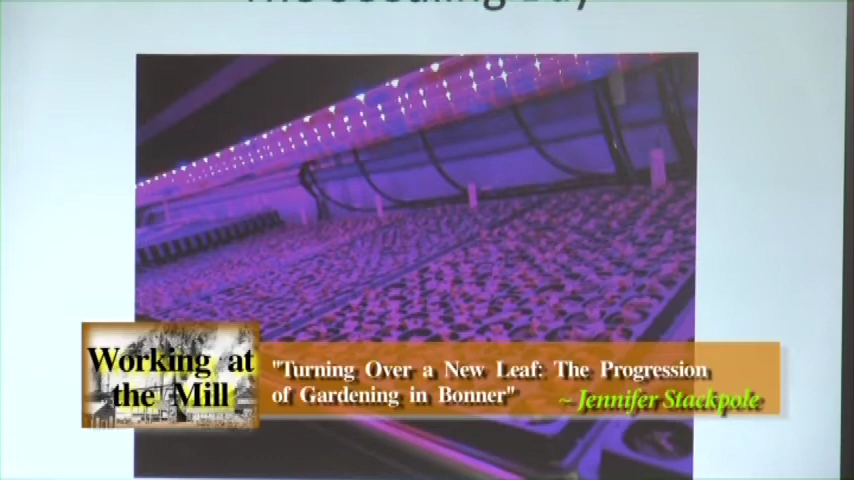 Working at
the Mill
"Turning Over a New Leaf: The Progression
of Gardening in Bonner"
~ Jennifer Stackpole